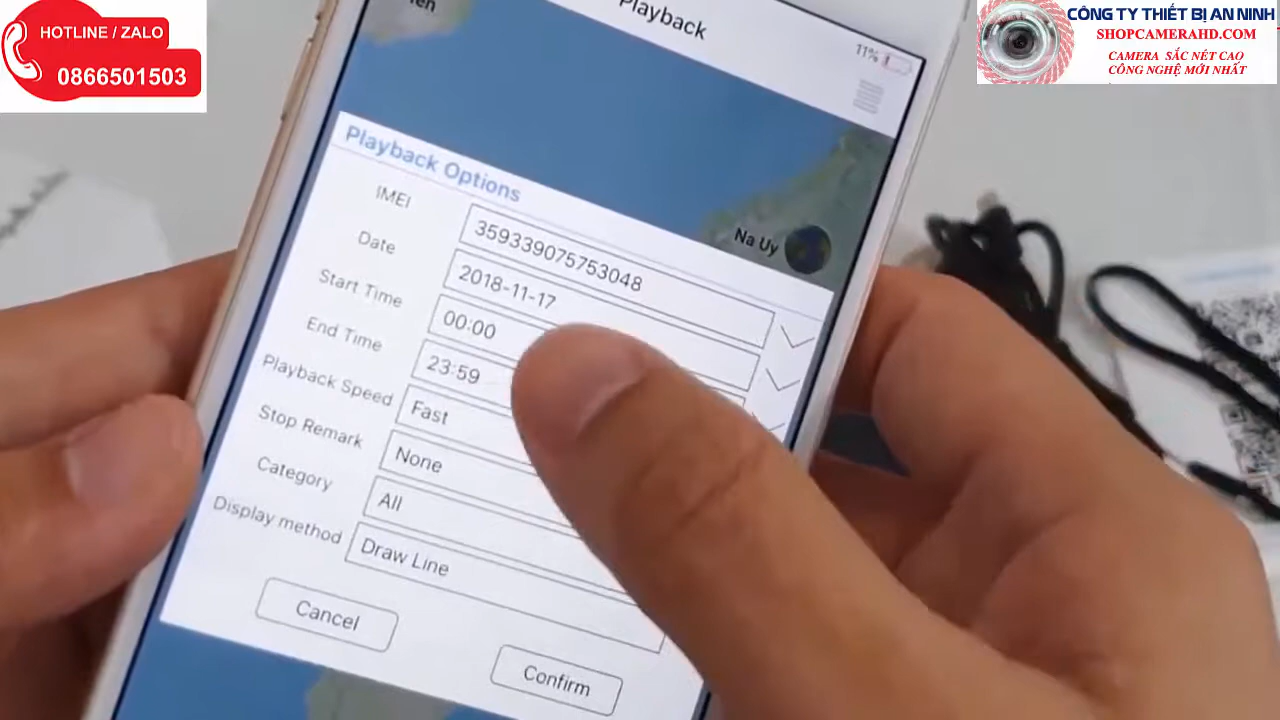 HOTLINE / ZALO
0866501503
CÔNG TY THIẾT BỊ AN NINH
SHOPCAMERAHD.COM
CAMERA SẮC NÉT CAO
CÔNG NGHỆ MỚI NHẤT
Playback
11%
Playback Options
Na Uy
IMEI
359339075753048
Date
2018-11-17
Start Time
00:00
End Time
23:59
Playback Speed
Fast
Stop Remark
None
Category
All
Display method
Draw Line
Cancel
Confirm